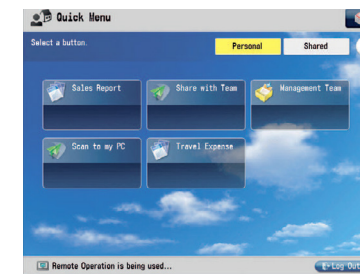 Quick Menu
Select a button.
Personal
Shared
Sales Report
Share with Team
Management Team
Scan to my PC
Travel Expense
Remote Operation is being used...
Log Out